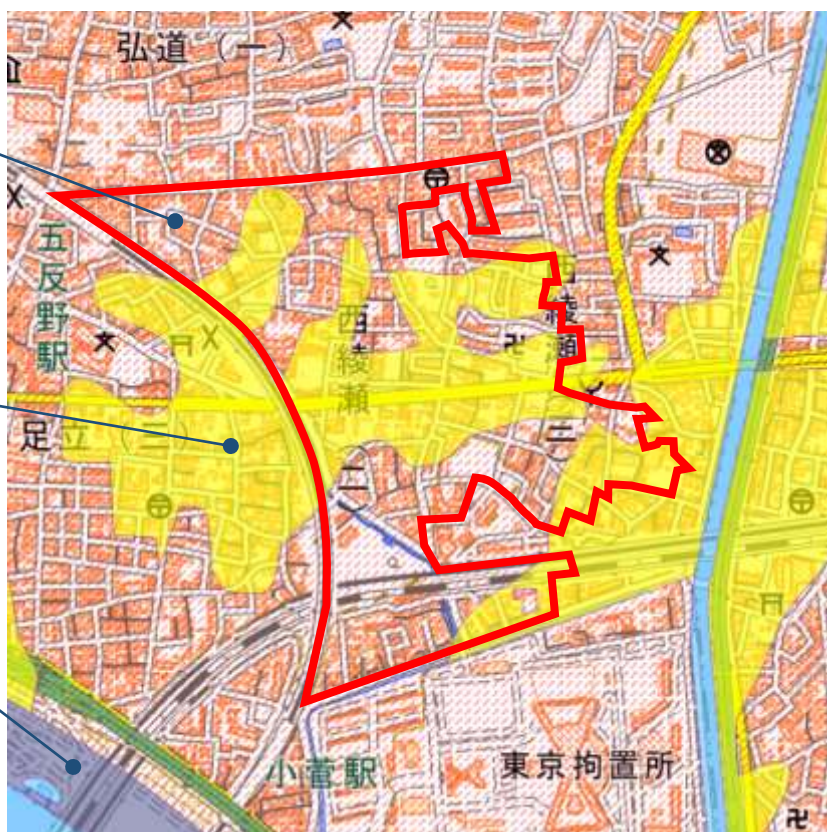 弘道（一）
五反野駅
西綾瀬（二）
西綾瀬（三）
足立（三）
小菅駅
東京拘置所